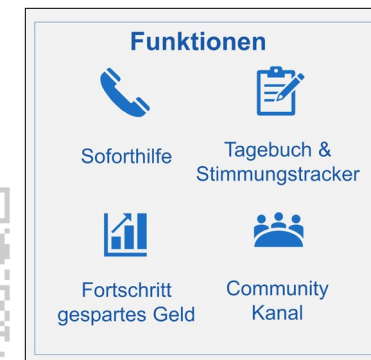 Funktionen
Soforthilfe
Tagebuch &
Stimmungstracker
Fortschritt
gespartes Geld
Community
Kanal